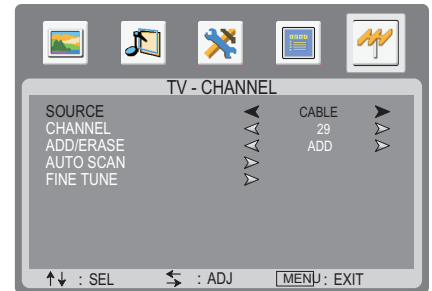 TV - CHANNEL
SOURCE CABLE
CHANNEL 29
ADD/ERASE ADD
AUTO SCAN
FINE TUNE
: SEL : ADJ MENU : EXIT